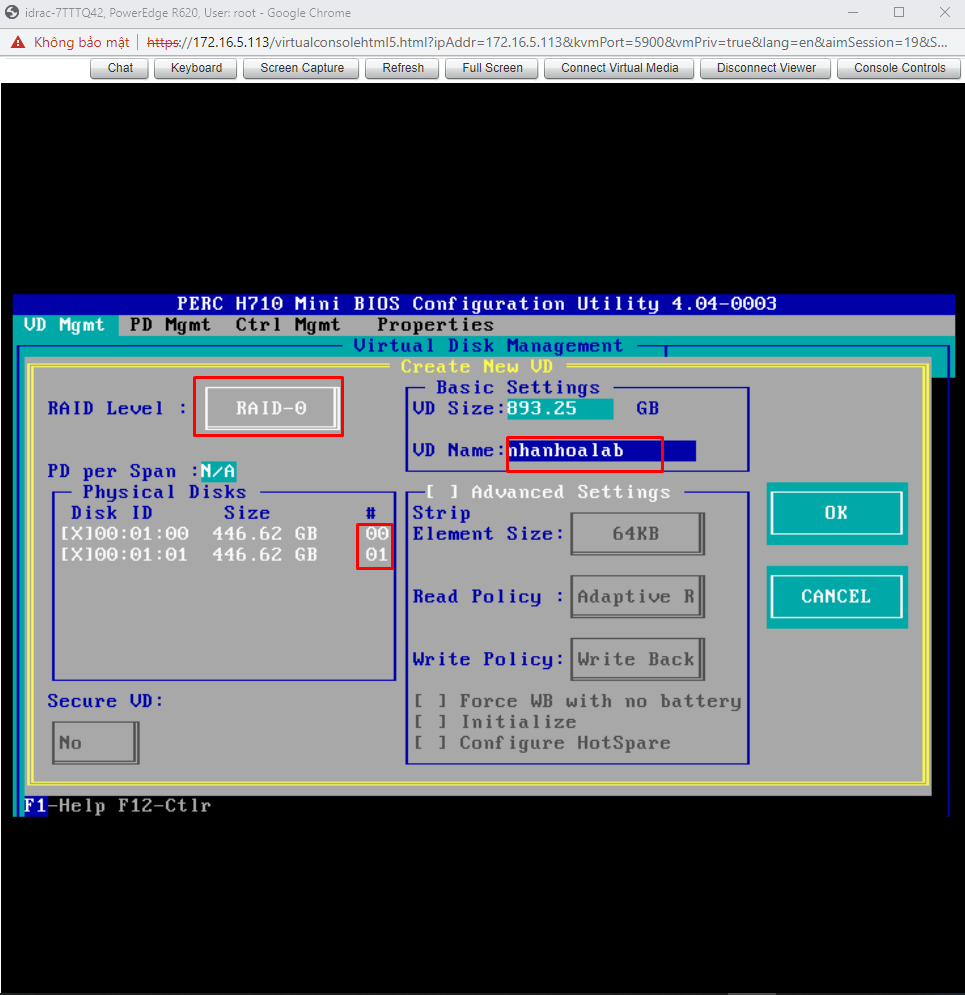 idrac-7TTTQ42, PowerEdge R620, User: root - Google Chrome
Không bảo mật | https://172.16.5.113/virtualconsolehtml5.html?ipAddr=172.16.5.113&kvmPort=5900&vmPriv=true&lang=en&aimSession=19&S...
Chat Keyboard Screen Capture Refresh Full Screen Connect Virtual Media Disconnect Viewer Console Controls
PERC H710 Mini BIOS Configuration Utility 4.04-0003
VD Mgmt PD Mgmt Ctrl Mgmt Properties
Virtual Disk Management
Create New VD
RAID Level : RAID-0
Basic Settings
VD Size:893.25 GB
VD Name:nhanhoalab
PD per Span :N/A
Physical Disks
Disk ID Size #
[X]00:01:00 446.62 GB 00
[X]00:01:01 446.62 GB 01
Secure VD:
No
[ ] Advanced Settings
Strip
Element Size: 64KB
Read Policy : Adaptive R
Write Policy: Write Back
[ ] Force WB with no battery
[ ] Initialize
[ ] Configure HotSpare
OK
CANCEL
F1-Help F12-Ctlr